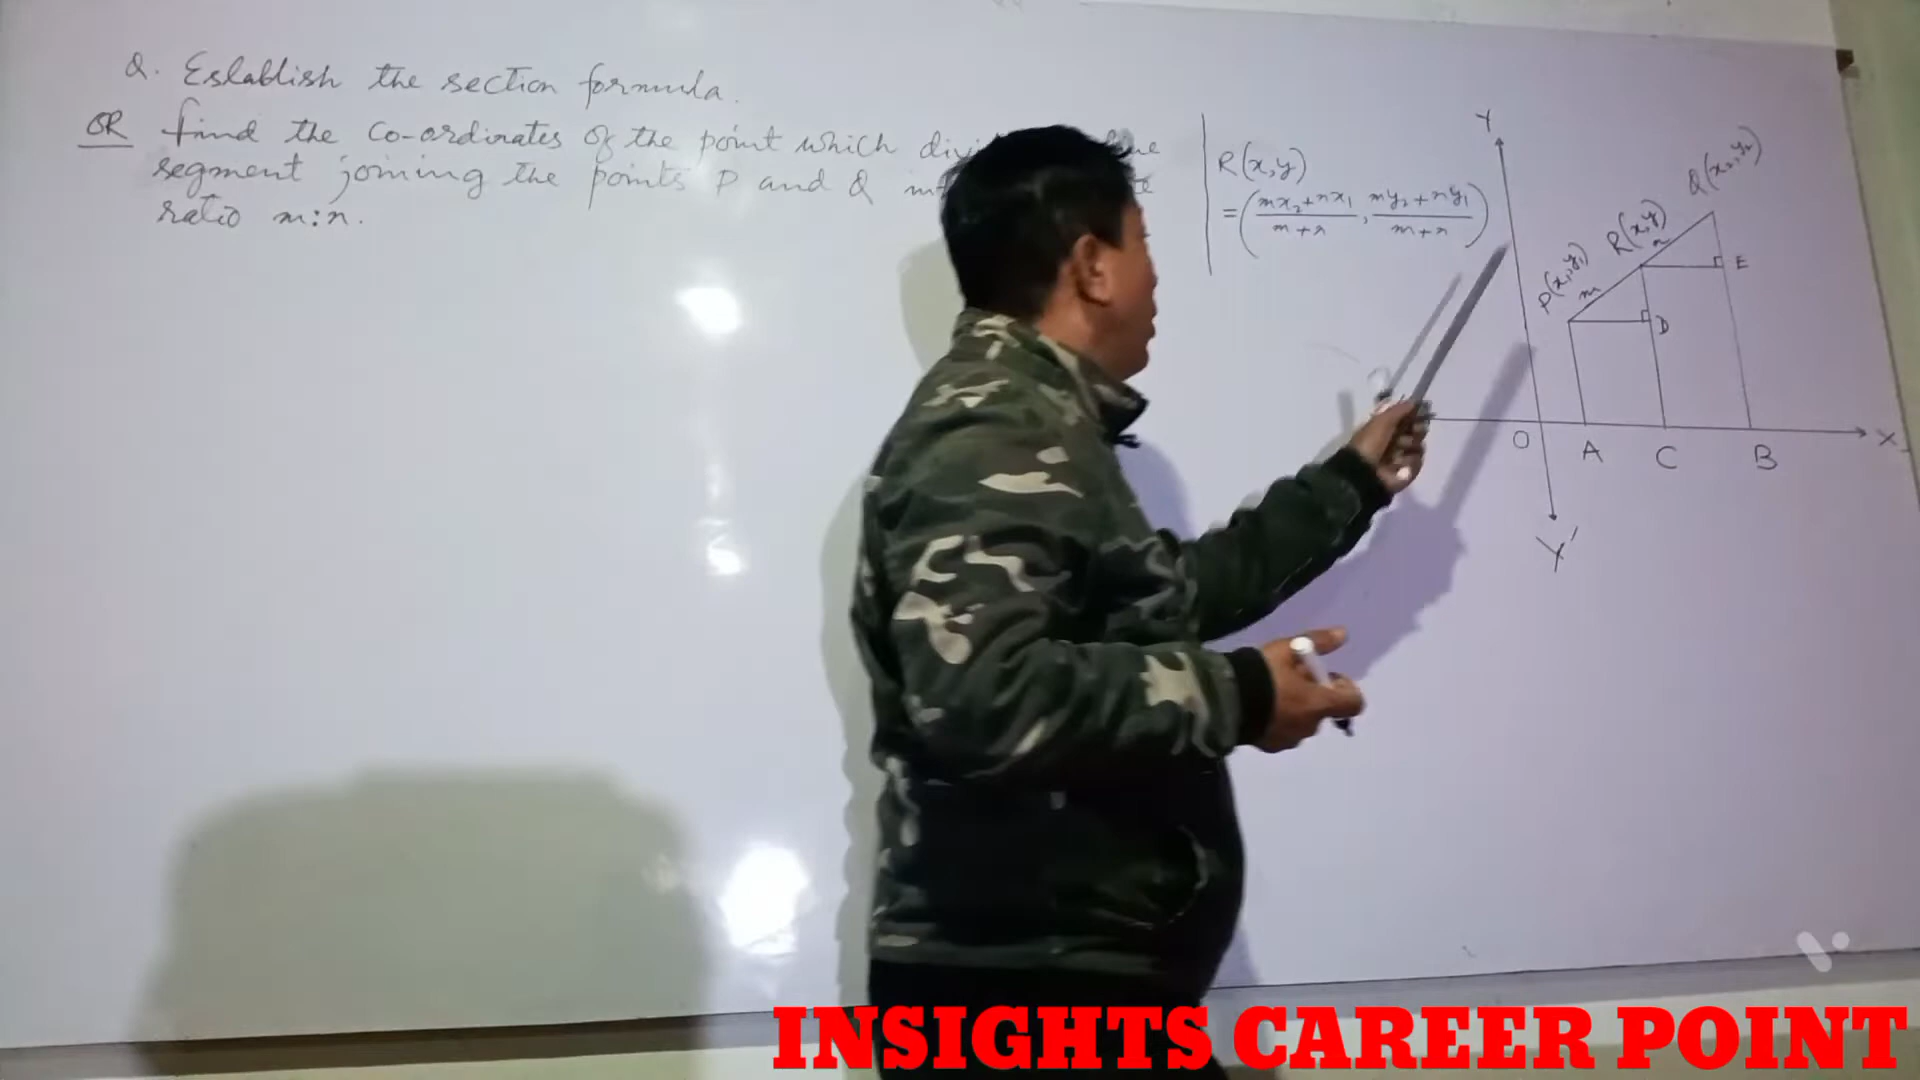 Q. Establish the section formula.
OR find the Co-ordinates of the point which
segment joining the points P and Q
ratio m:n.
R(x,y)
= (mx₂+nx₁/m+n, my₂+ny₁/m+n)
Y
Q(x₂,y₂)
R(x,y)
n
P(x₁,y₁)
m
E
D
O A C B X
Y'
INSIGHTS CAREER POINT